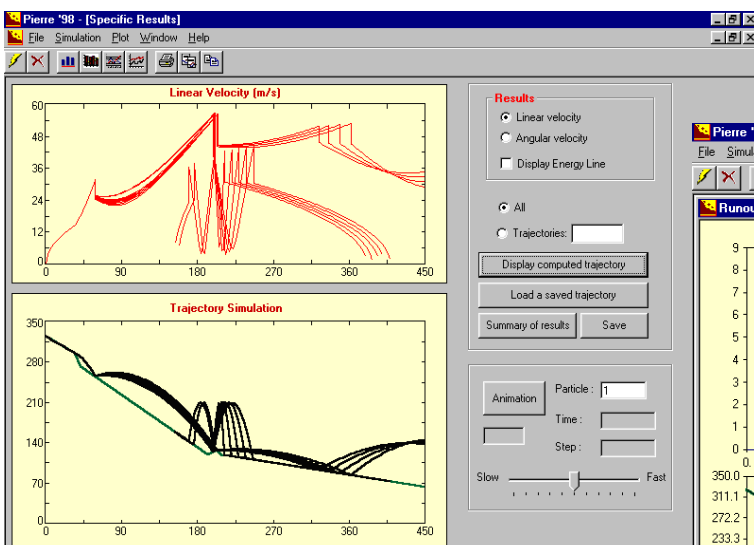 Pierre '98 - [Specific Results]
File Simulation Plot Window Help
Linear Velocity (m/s)
60
48
36
24
12
0
0 90 180 270 360 450
Trajectory Simulation
350
280
210
140
70
0
0 90 180 270 360 450
Results
Linear velocity
Angular velocity
Display Energy Line
All
Trajectories:
Display computed trajectory
Load a saved trajectory
Summary of results Save
Animation
Particle : 1
Time :
Step :
Slow Fast
Pierre '
File Simul
Runou
9
8
7
6
5
4
3
2
1
0
0.
350.0
311.1
272.2
233.3